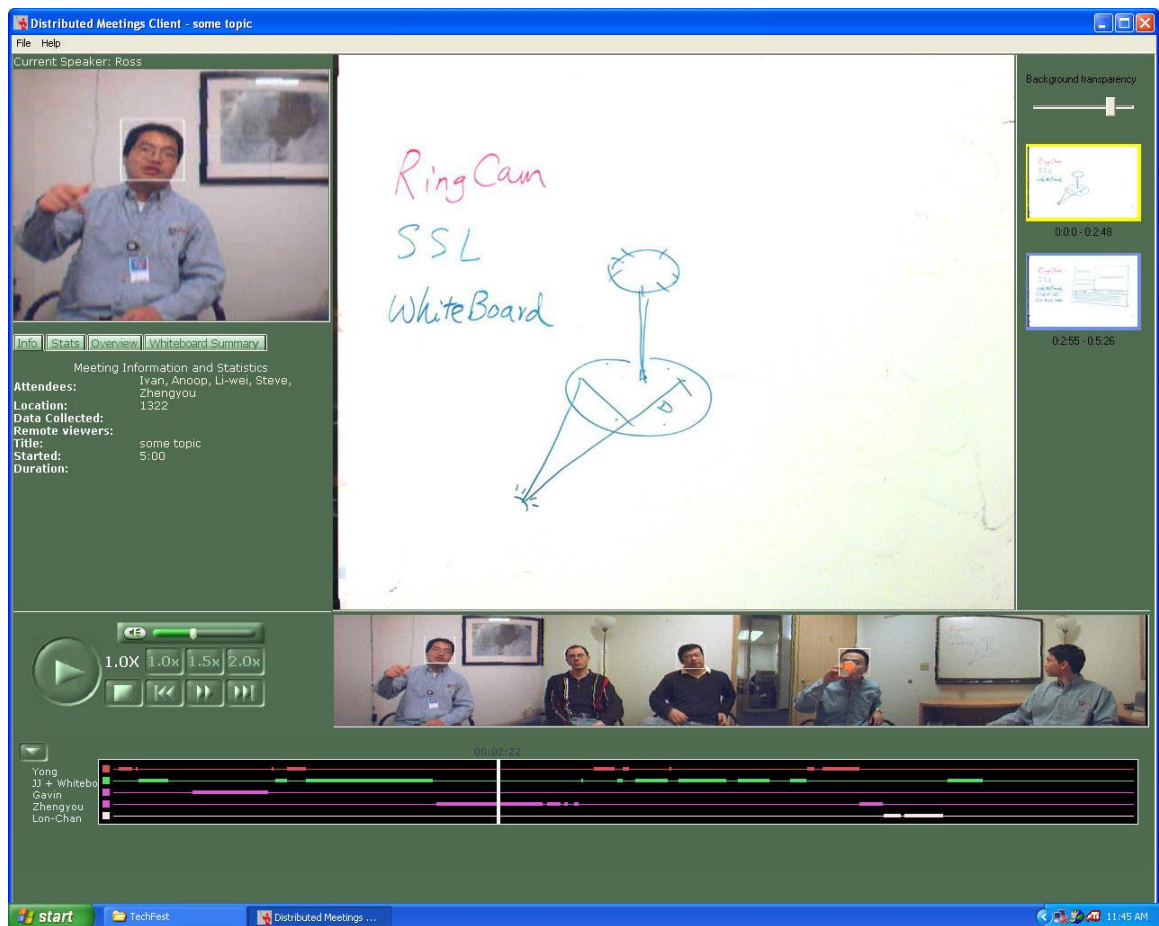 Distributed Meetings Client - some topic
File Help
Current Speaker: Ross
Info Stats Overview Whiteboard Summary
Meeting Information and Statistics
Attendees: Ivan, Anoop, Li-wei, Steve,
Zhengyou
Location: 1322
Data Collected:
Remote viewers:
Title: some topic
Started: 5:00
Duration:
RingCam
SSL
WhiteBoard
D
Background transparency
0:0:0 - 0:2:48
0:2:55 - 0:5:26
1.0X 1.0x 1.5x 2.0x
00:02:22
Yong
JJ + Whitebo
Gavin
Zhengyou
Lon-Chan
start TechFest Distributed Meetings ... 11:45 AM